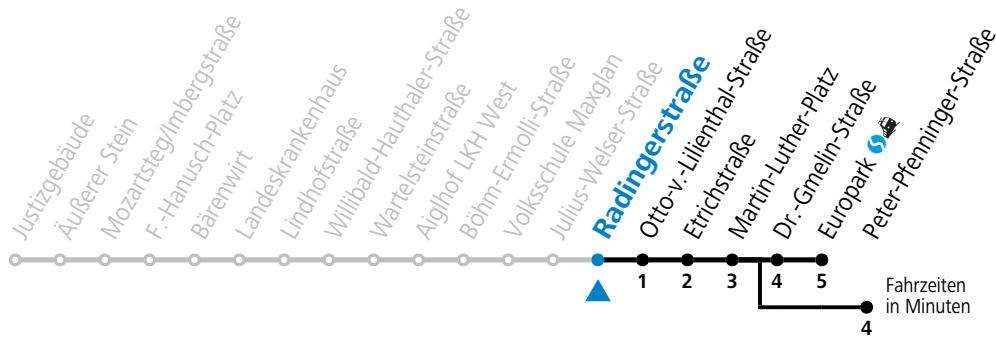 Justizgebäude
Äußerer Stein
Mozartsteg/Imbergstraße
F.-Hanusch-Platz
Bärenwirt
Landeskrankenhaus
Lindhofstraße
Willibald-Hauthaler-Straße
Wartelsteinstraße
Aiglhof LKH West
Böhm-Ermolli-Straße
Volksschule Maxglan
Julius-Welser-Straße
Radingerstraße
Otto-v.-Lilienthal-Straße
Etrichstraße
Martin-Luther-Platz
Dr.-Gmelin-Straße
Europark
Peter-Pfenninger-Straße
1 2 3 4 5
Fahrzeiten
in Minuten
4